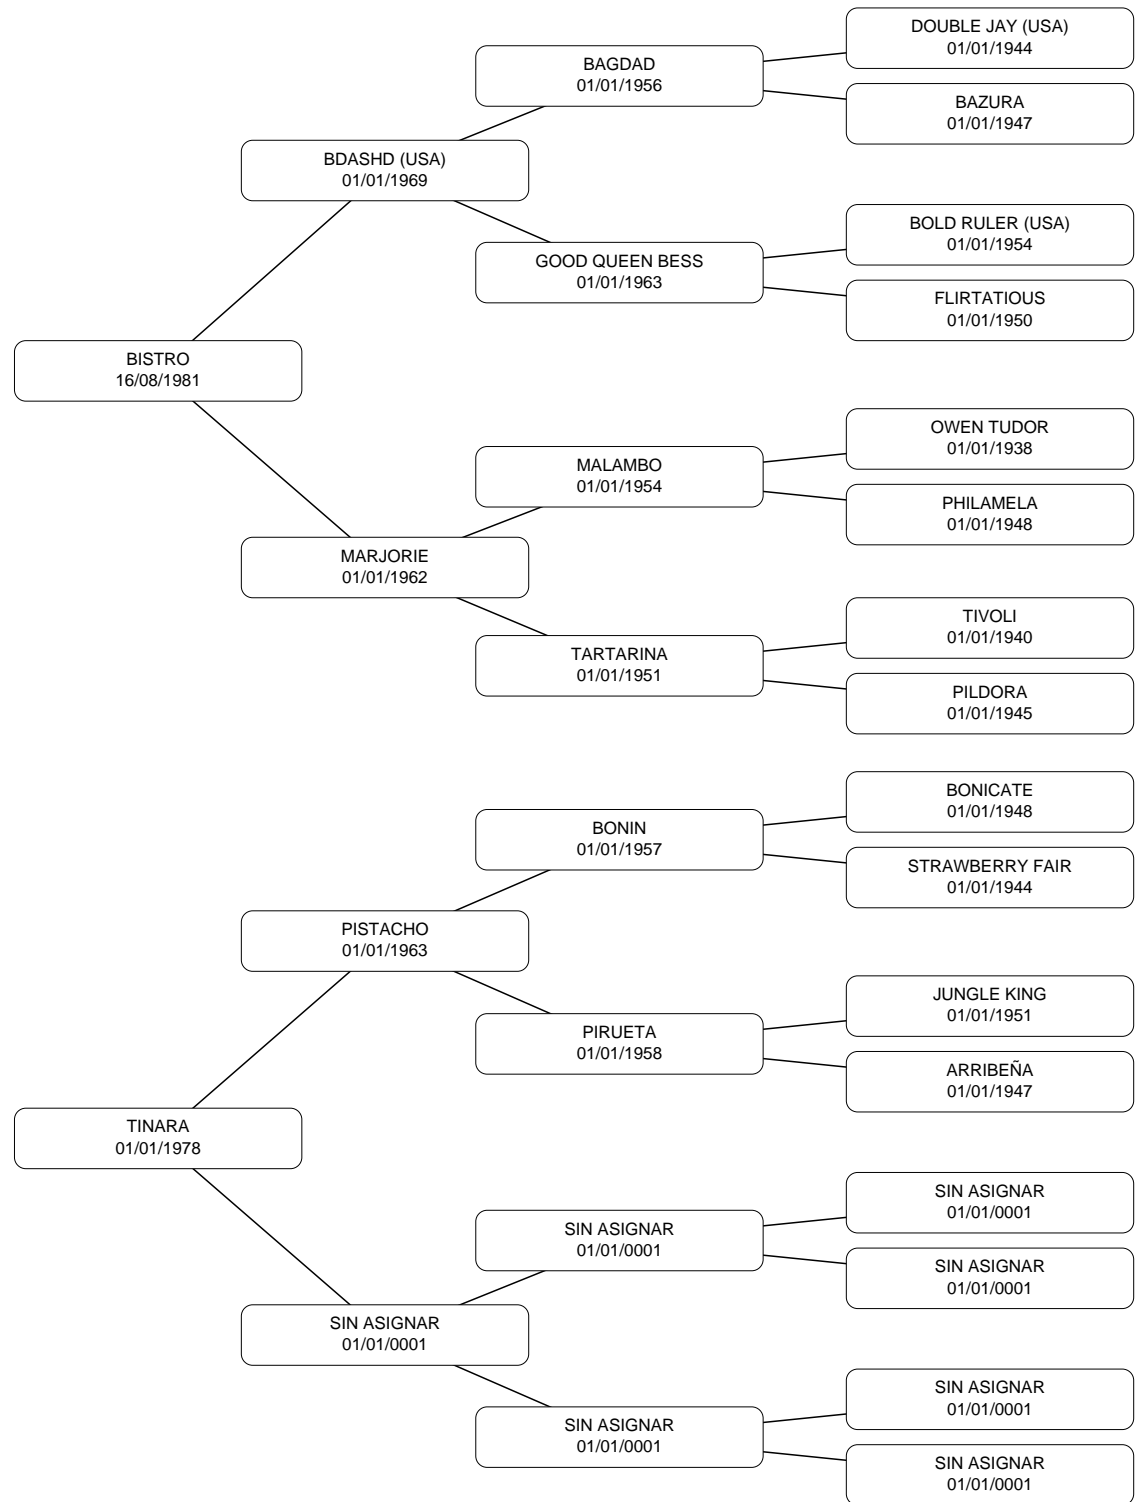 DOUBLE JAY (USA)
01/01/1944
BAGDAD
01/01/1956
BAZURA
01/01/1947
BDASHD (USA)
01/01/1969
BOLD RULER (USA)
01/01/1954
GOOD QUEEN BESS
01/01/1963
FLIRTATIOUS
01/01/1950
BISTRO
16/08/1981
OWEN TUDOR
01/01/1938
MALAMBO
01/01/1954
PHILAMELA
01/01/1948
MARJORIE
01/01/1962
TIVOLI
01/01/1940
TARTARINA
01/01/1951
PILDORA
01/01/1945
BONICATE
01/01/1948
BONIN
01/01/1957
STRAWBERRY FAIR
01/01/1944
PISTACHO
01/01/1963
JUNGLE KING
01/01/1951
PIRUETA
01/01/1958
ARRIBEÑA
01/01/1947
TINARA
01/01/1978
SIN ASIGNAR
01/01/0001
SIN ASIGNAR
01/01/0001
SIN ASIGNAR
01/01/0001
SIN ASIGNAR
01/01/0001
SIN ASIGNAR
01/01/0001
SIN ASIGNAR
01/01/0001
SIN ASIGNAR
01/01/0001